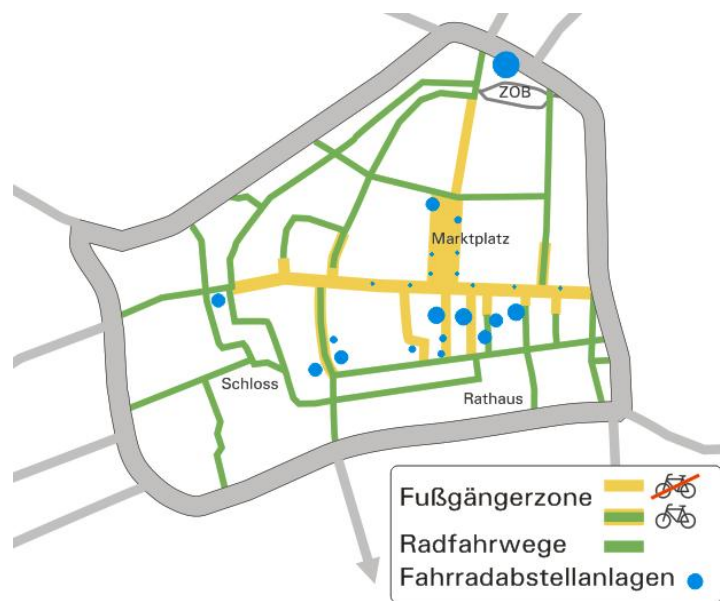 ZOB
Marktplatz
Schloss
Rathaus
Fußgängerzone
Radfahrwege
Fahrradabstellanlagen